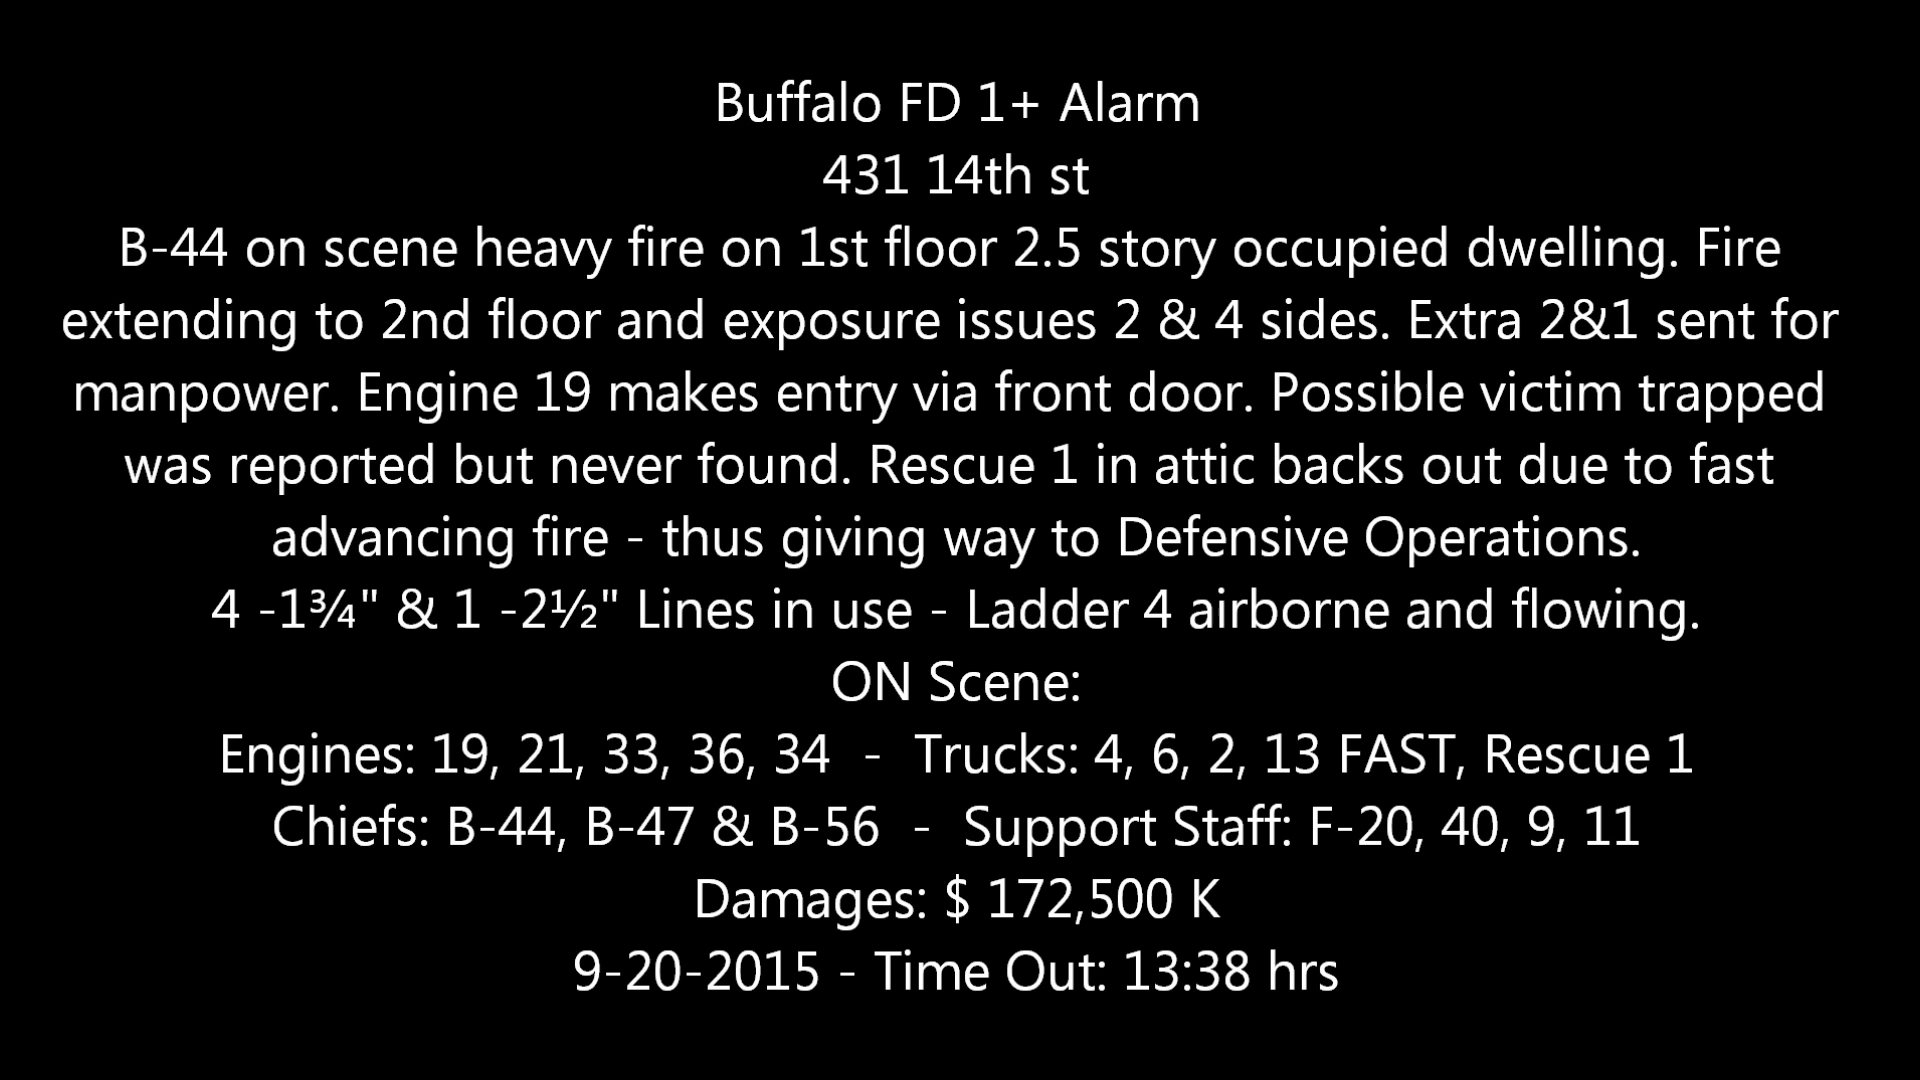 Buffalo FD 1+ Alarm
431 14th st
B-44 on scene heavy fire on 1st floor 2.5 story occupied dwelling. Fire
extending to 2nd floor and exposure issues 2 & 4 sides. Extra 2&1 sent for
manpower. Engine 19 makes entry via front door. Possible victim trapped
was reported but never found. Rescue 1 in attic backs out due to fast
advancing fire - thus giving way to Defensive Operations.
4 -1¾" & 1 -2½" Lines in use - Ladder 4 airborne and flowing.
ON Scene:
Engines: 19, 21, 33, 36, 34  -  Trucks: 4, 6, 2, 13 FAST, Rescue 1
Chiefs: B-44, B-47 & B-56  -  Support Staff: F-20, 40, 9, 11
Damages: $ 172,500 K
9-20-2015 - Time Out: 13:38 hrs